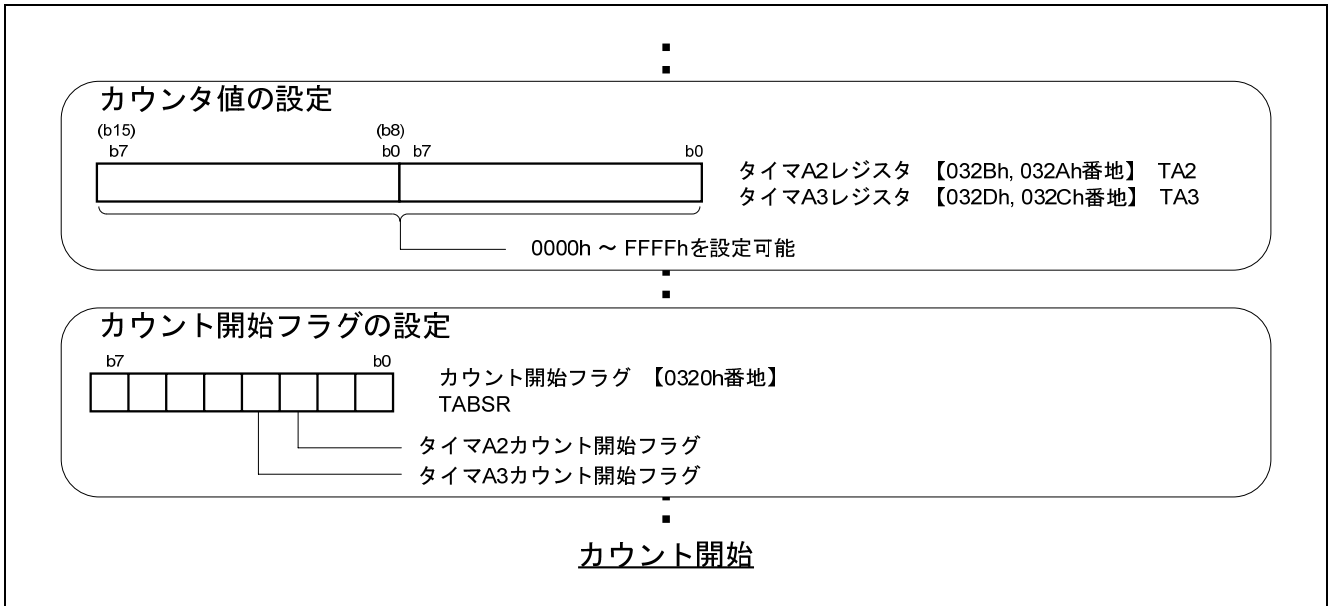 カウンタ値の設定
(b15) (b8)
b7 b0 b7 b0
タイマA2レジスタ 【032Bh, 032Ah番地】 TA2
タイマA3レジスタ 【032Dh, 032Ch番地】 TA3
0000h ～ FFFFhを設定可能
カウント開始フラグの設定
b7 b0
カウント開始フラグ 【0320h番地】
TABSR
タイマA2カウント開始フラグ
タイマA3カウント開始フラグ
カウント開始